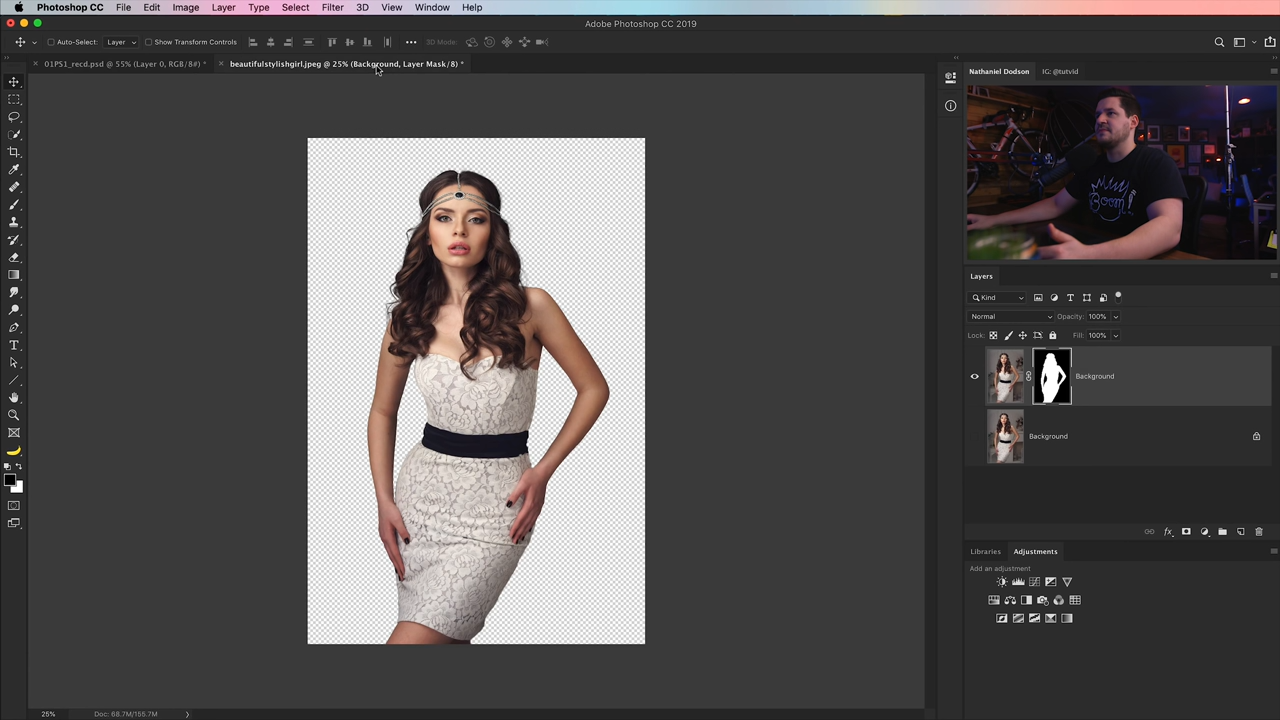 Photoshop CC File Edit Image Layer Type Select Filter 3D View Window Help
Adobe Photoshop CC 2019
Auto-Select: Layer Show Transform Controls 3D Mode:
01PS1_recd.psd @ 55% (Layer 0, RGB/8#) * beautifulstylishgirl.jpeg @ 25% (Background, Layer Mask/8) *
Nathaniel Dodson IG: @tutvid
Boom!
Layers
Kind
Normal Opacity: 100%
Lock: Fill: 100%
Background
Background
fx
Libraries Adjustments
Add an adjustment
25% Doc: 68.7M/155.7M